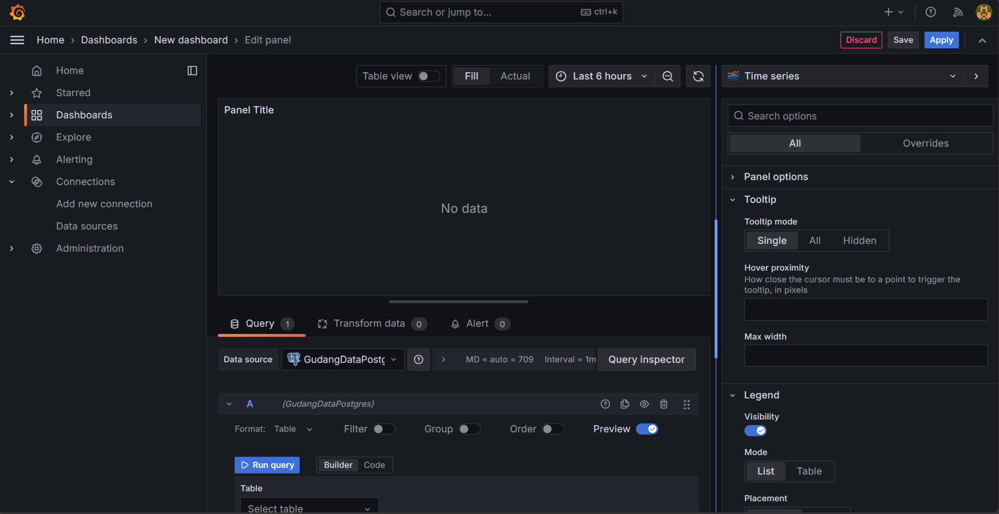 Search or jump to...
ctrl+k
Home › Dashboards › New dashboard › Edit panel
Discard
Save
Apply
Home
Starred
Dashboards
Explore
Alerting
Connections
Add new connection
Data sources
Administration
Table view
Fill
Actual
Last 6 hours
Panel Title
No data
Query 1
Transform data 0
Alert 0
Data source
GudangDataPostg
MD = auto = 709
Interval = 1m
Query inspector
A
(GudangDataPostgres)
Format: Table
Filter
Group
Order
Preview
Run query
Builder
Code
Table
Select table
Time series
Search options
All
Overrides
Panel options
Tooltip
Tooltip mode
Single
All
Hidden
Hover proximity
How close the cursor must be to a point to trigger the
tooltip, in pixels
Max width
Legend
Visibility
Mode
List
Table
Placement